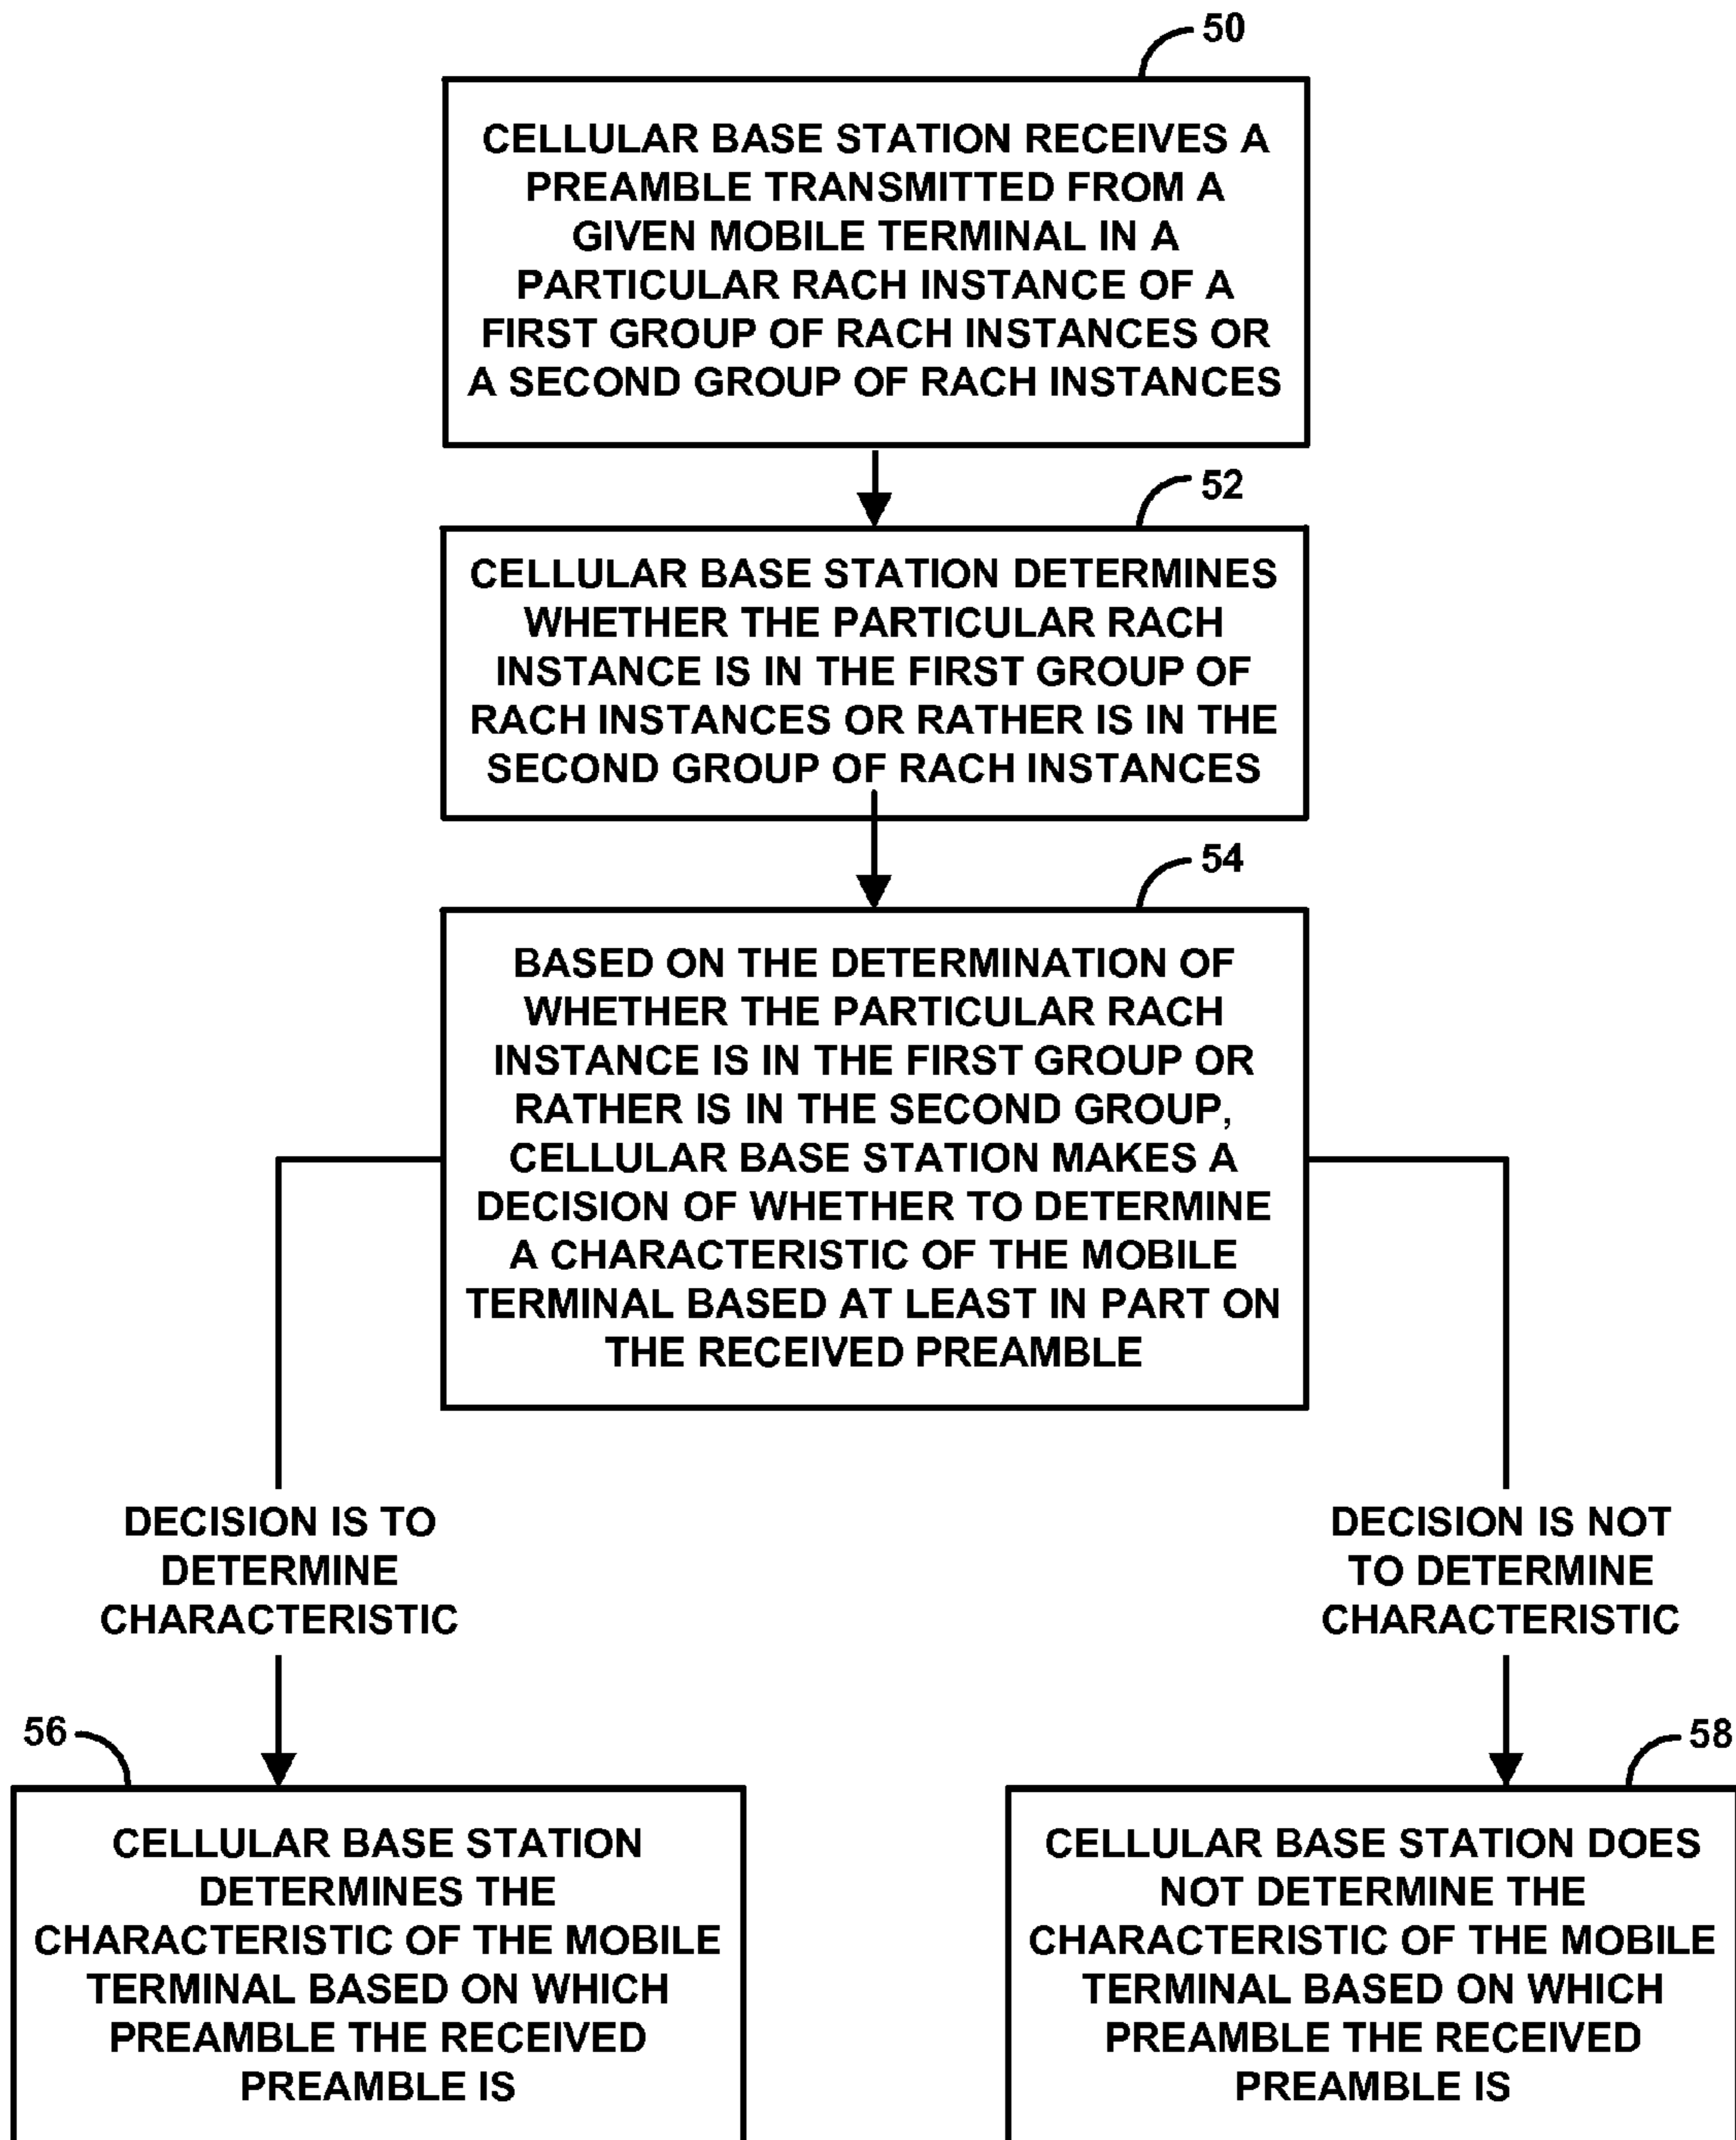 50
CELLULAR BASE STATION RECEIVES A
PREAMBLE TRANSMITTED FROM A
GIVEN MOBILE TERMINAL IN A
PARTICULAR RACH INSTANCE OF A
FIRST GROUP OF RACH INSTANCES OR
A SECOND GROUP OF RACH INSTANCES
52
CELLULAR BASE STATION DETERMINES
WHETHER THE PARTICULAR RACH
INSTANCE IS IN THE FIRST GROUP OF
RACH INSTANCES OR RATHER IS IN THE
SECOND GROUP OF RACH INSTANCES
54
BASED ON THE DETERMINATION OF
WHETHER THE PARTICULAR RACH
INSTANCE IS IN THE FIRST GROUP OR
RATHER IS IN THE SECOND GROUP,
CELLULAR BASE STATION MAKES A
DECISION OF WHETHER TO DETERMINE
A CHARACTERISTIC OF THE MOBILE
TERMINAL BASED AT LEAST IN PART ON
THE RECEIVED PREAMBLE
DECISION IS TO
DETERMINE
CHARACTERISTIC
DECISION IS NOT
TO DETERMINE
CHARACTERISTIC
56
CELLULAR BASE STATION
DETERMINES THE
CHARACTERISTIC OF THE MOBILE
TERMINAL BASED ON WHICH
PREAMBLE THE RECEIVED
PREAMBLE IS
58
CELLULAR BASE STATION DOES
NOT DETERMINE THE
CHARACTERISTIC OF THE MOBILE
TERMINAL BASED ON WHICH
PREAMBLE THE RECEIVED
PREAMBLE IS